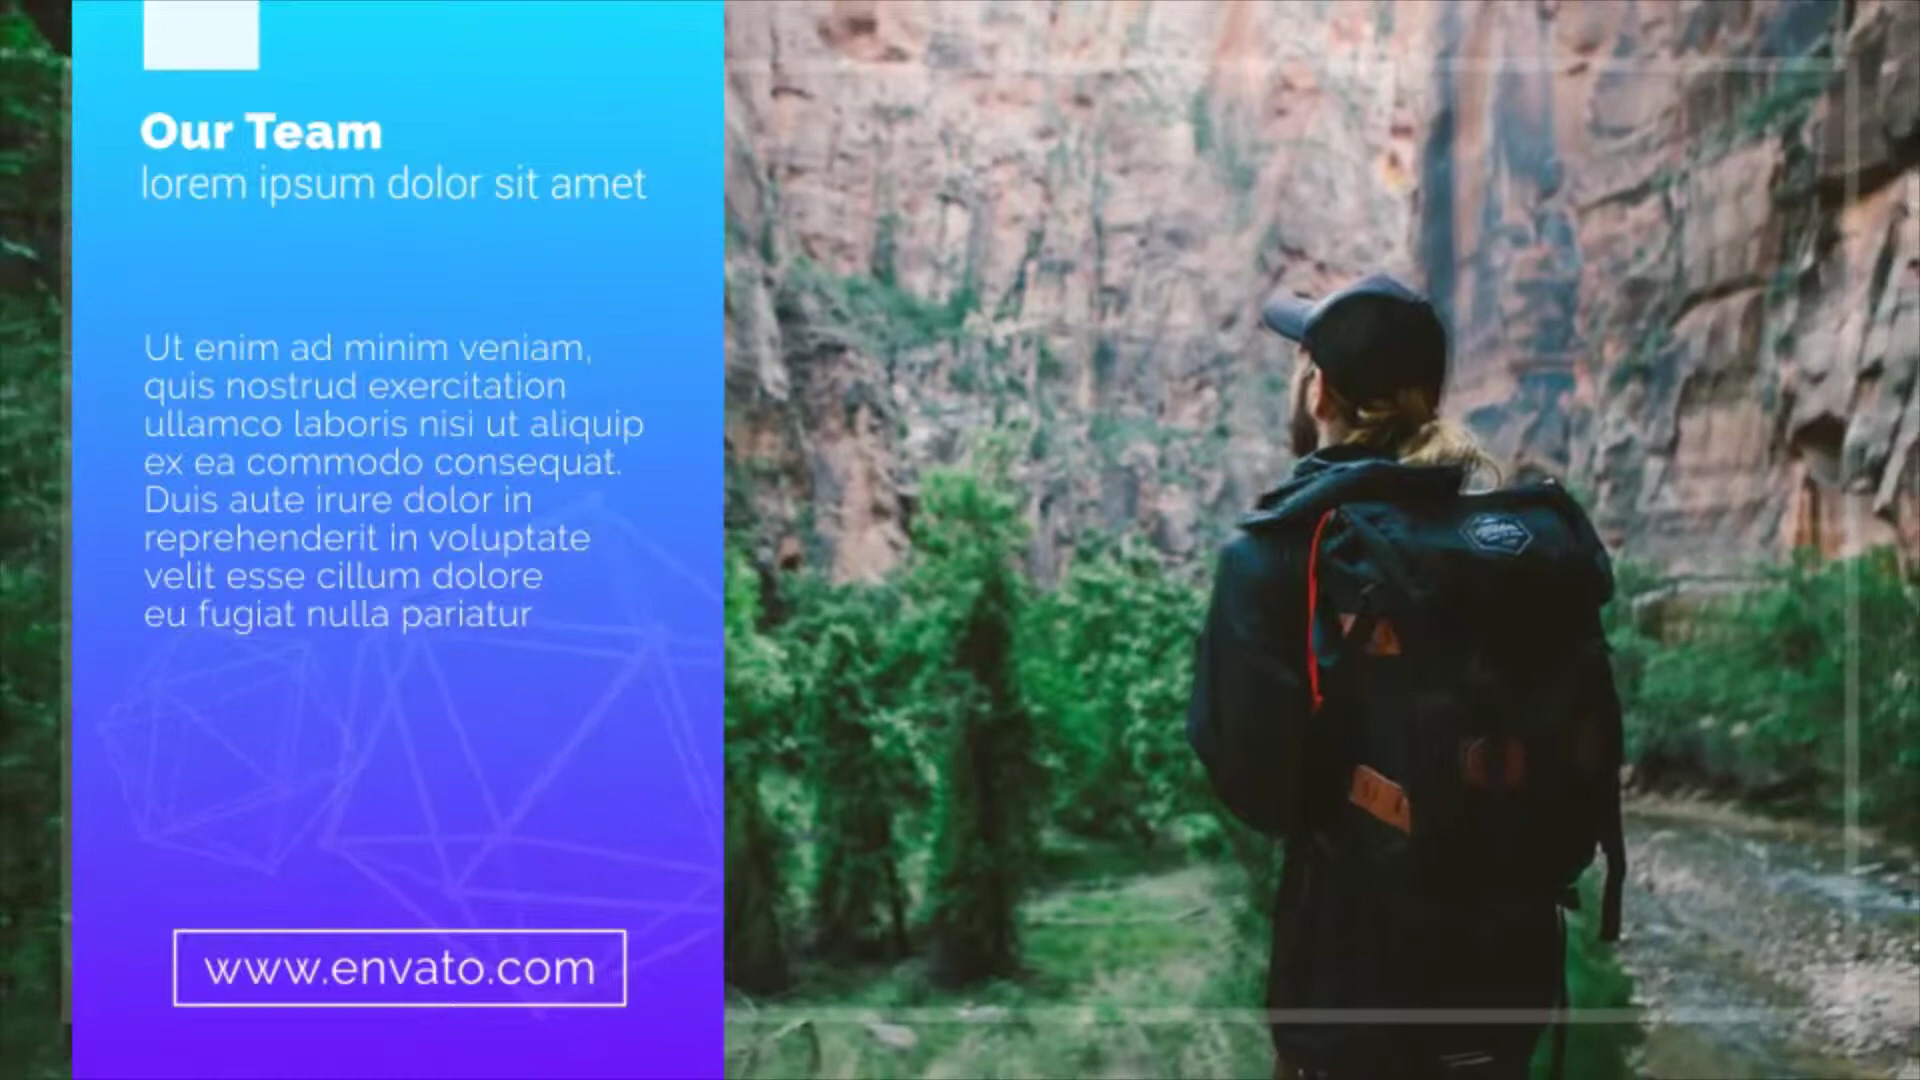 Our Team
lorem ipsum dolor sit amet
Ut enim ad minim veniam,
quis nostrud exercitation
ullamco laboris nisi ut aliquip
ex ea commodo consequat.
Duis aute irure dolor in
reprehenderit in voluptate
velit esse cillum dolore
eu fugiat nulla pariatur
www.envato.com